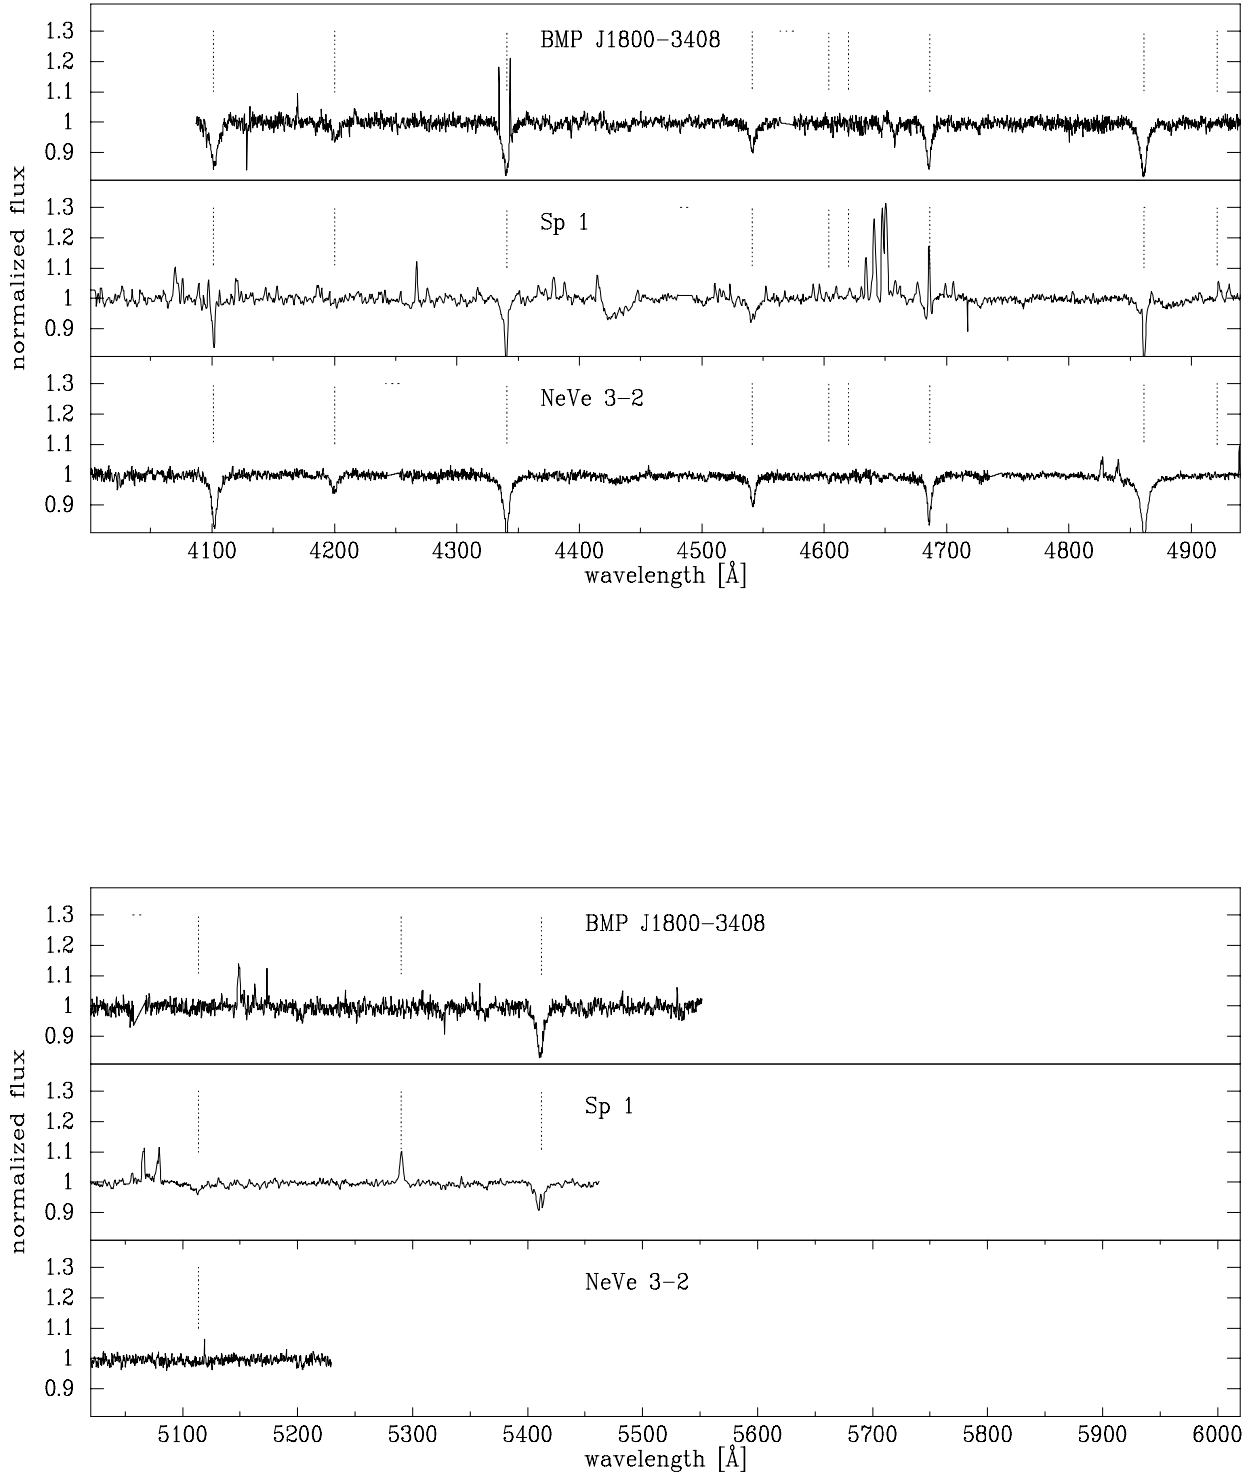 1.3
BMP J1800−3408
1.2
1.1
1
0.9
1.3
Sp 1
1.2
1.1
1
0.9
1.3
NeVe 3−2
1.2
1.1
1
0.9
normalized flux
4100 4200 4300 4400 4500 4600 4700 4800 4900
wavelength [Å]
1.3
BMP J1800−3408
1.2
1.1
1
0.9
1.3
Sp 1
1.2
1.1
1
0.9
1.3
NeVe 3−2
1.2
1.1
1
0.9
normalized flux
5100 5200 5300 5400 5500 5600 5700 5800 5900 6000
wavelength [Å]